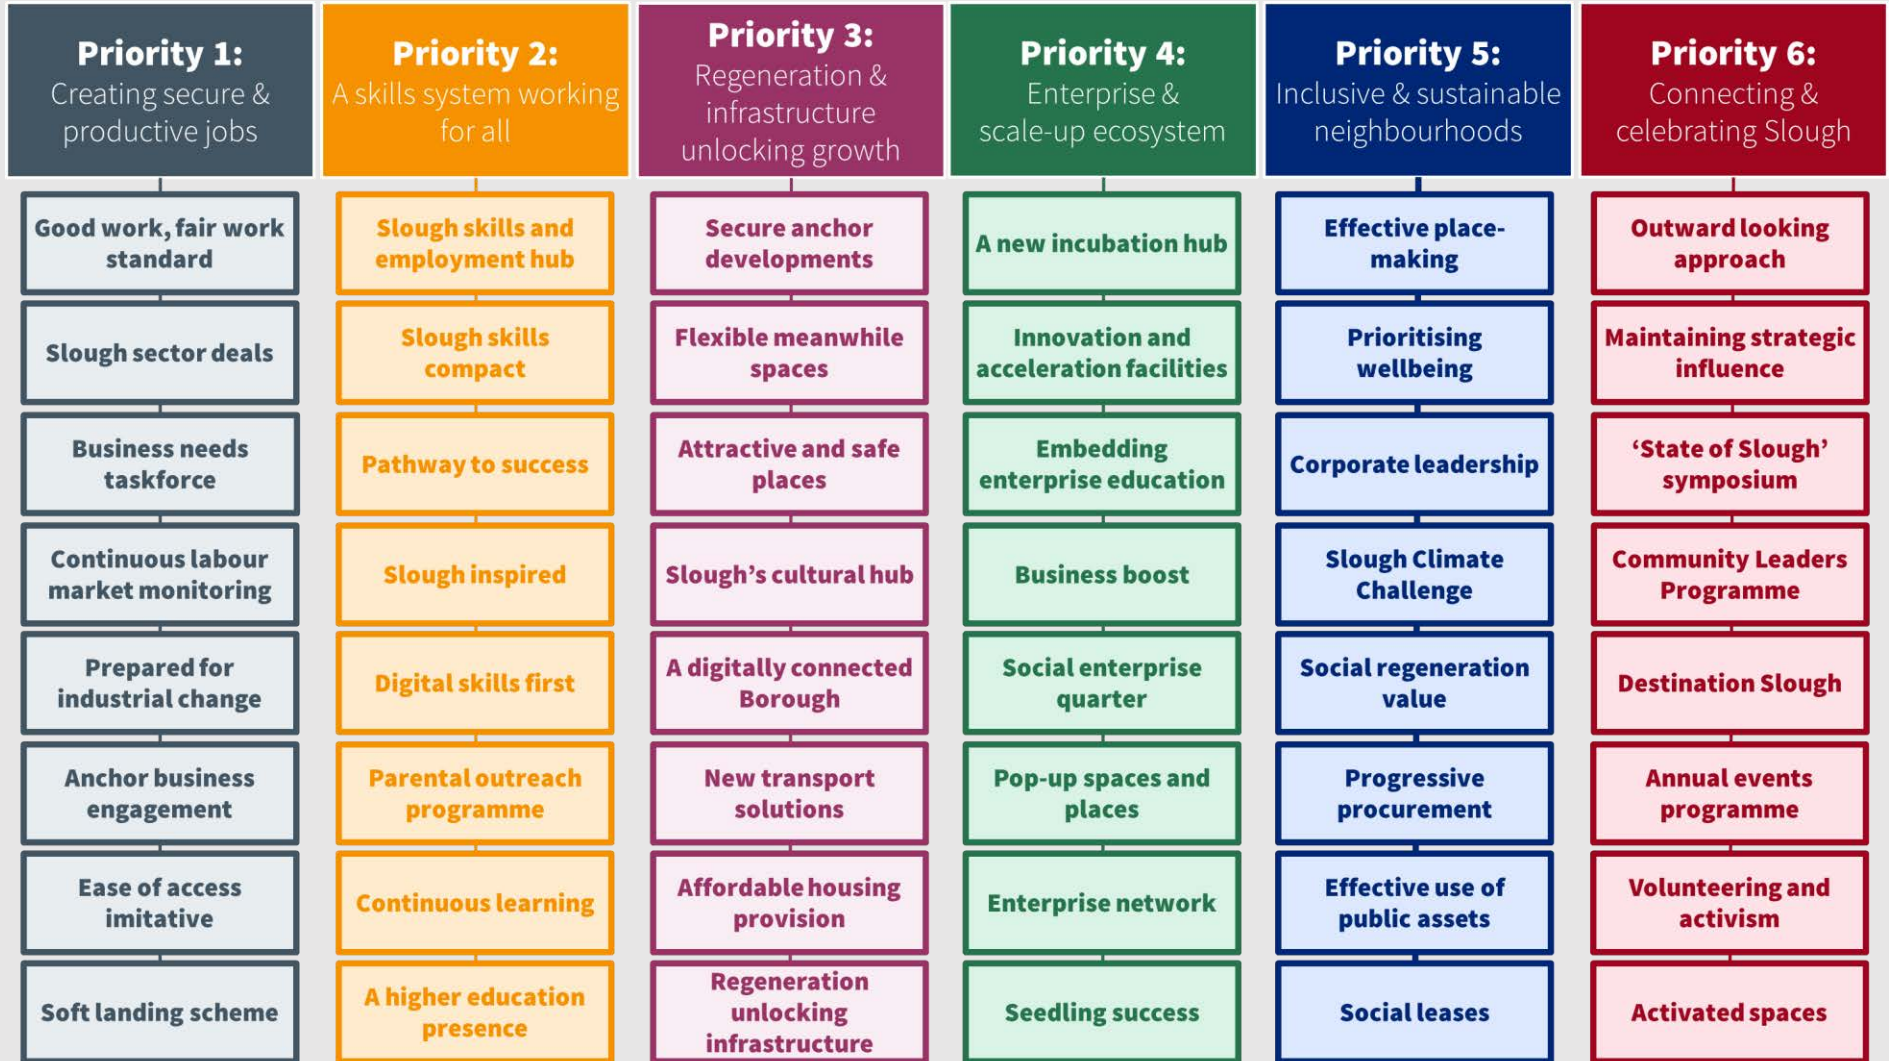 Priority 1:
Creating secure &
productive jobs
Good work, fair work
standard
Slough sector deals
Business needs
taskforce
Continuous labour
market monitoring
Prepared for
industrial change
Anchor business
engagement
Ease of access
imitative
Soft landing scheme
Priority 2:
A skills system working
for all
Slough skills and
employment hub
Slough skills
compact
Pathway to success
Slough inspired
Digital skills first
Parental outreach
programme
Continuous learning
A higher education
presence
Priority 3:
Regeneration &
infrastructure
unlocking growth
Secure anchor
developments
Flexible meanwhile
spaces
Attractive and safe
places
Slough’s cultural hub
A digitally connected
Borough
New transport
solutions
Affordable housing
provision
Regeneration
unlocking
infrastructure
Priority 4:
Enterprise &
scale-up ecosystem
A new incubation hub
Innovation and
acceleration facilities
Embedding
enterprise education
Business boost
Social enterprise
quarter
Pop-up spaces and
places
Enterprise network
Seedling success
Priority 5:
Inclusive & sustainable
neighbourhoods
Effective place-
making
Prioritising
wellbeing
Corporate leadership
Slough Climate
Challenge
Social regeneration
value
Progressive
procurement
Effective use of
public assets
Social leases
Priority 6:
Connecting &
celebrating Slough
Outward looking
approach
Maintaining strategic
influence
‘State of Slough’
symposium
Community Leaders
Programme
Destination Slough
Annual events
programme
Volunteering and
activism
Activated spaces